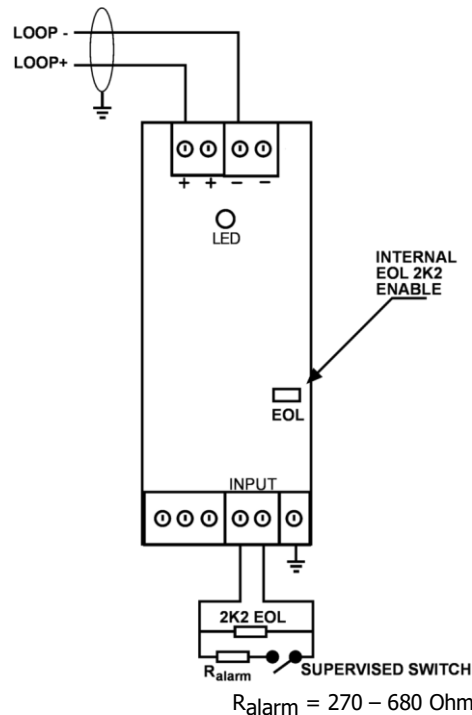 LOOP -
LOOP+
+ + - -
LED
INTERNAL
EOL 2K2
ENABLE
EOL
INPUT
2K2 EOL
Ralarm
SUPERVISED SWITCH
Ralarm = 270 – 680 Ohm